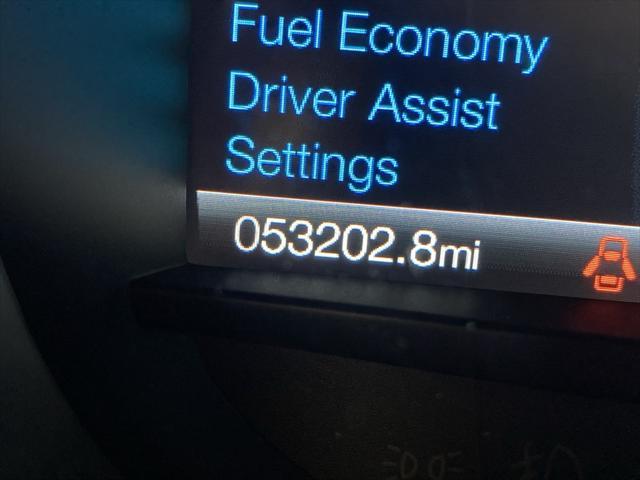 Fuel Economy
Driver Assist
Settings
053202.8mi